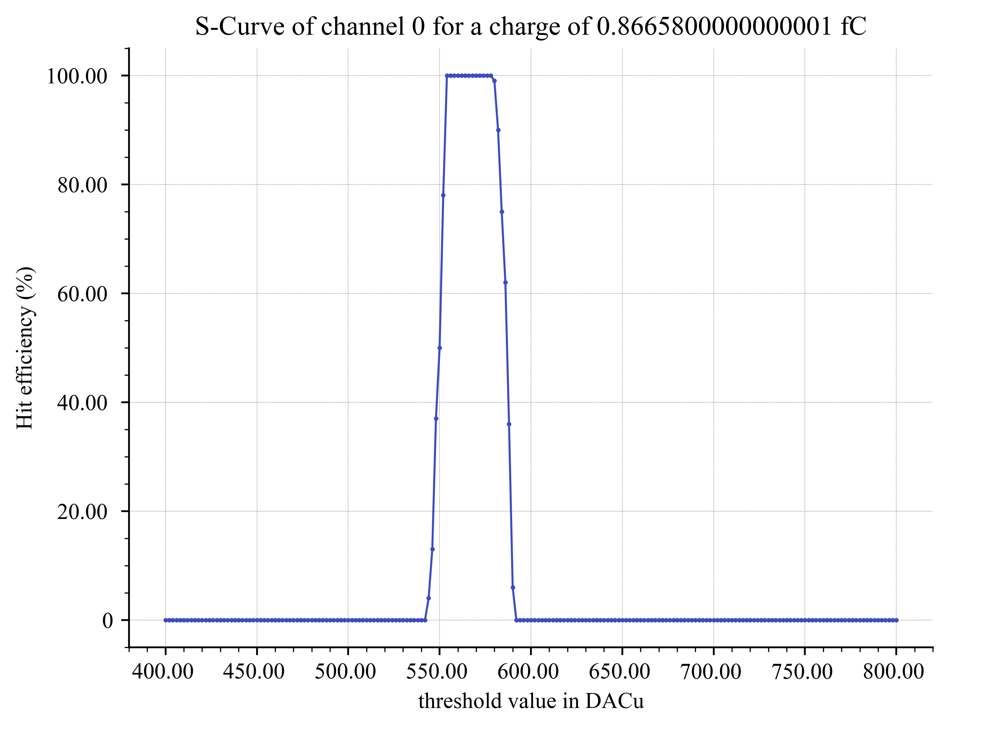 S-Curve of channel 0 for a charge of 0.8665800000000001 fC
100.00
80.00
60.00
40.00
20.00
0
Hit efficiency (%)
400.00 450.00 500.00 550.00 600.00 650.00 700.00 750.00 800.00
threshold value in DACu